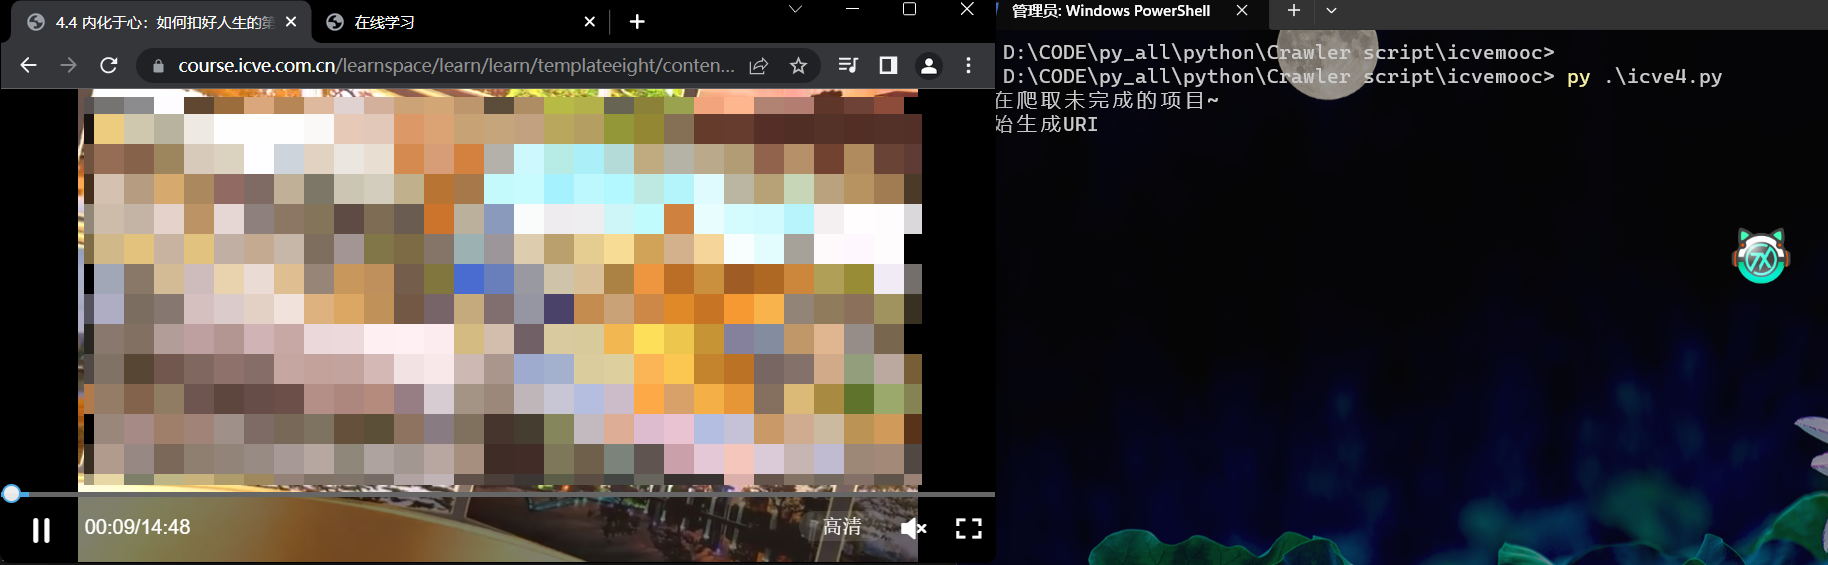 4.4 内化于心：如何扣好人生的第
在线学习
course.icve.com.cn/learnspace/learn/learn/templateeight/conten...
00:09/14:48
高清
管理员: Windows PowerShell
D:\CODE\py_all\python\Crawler script\icvemooc>
D:\CODE\py_all\python\Crawler script\icvemooc> py .\icve4.py
在爬取未完成的项目~
始生成URI